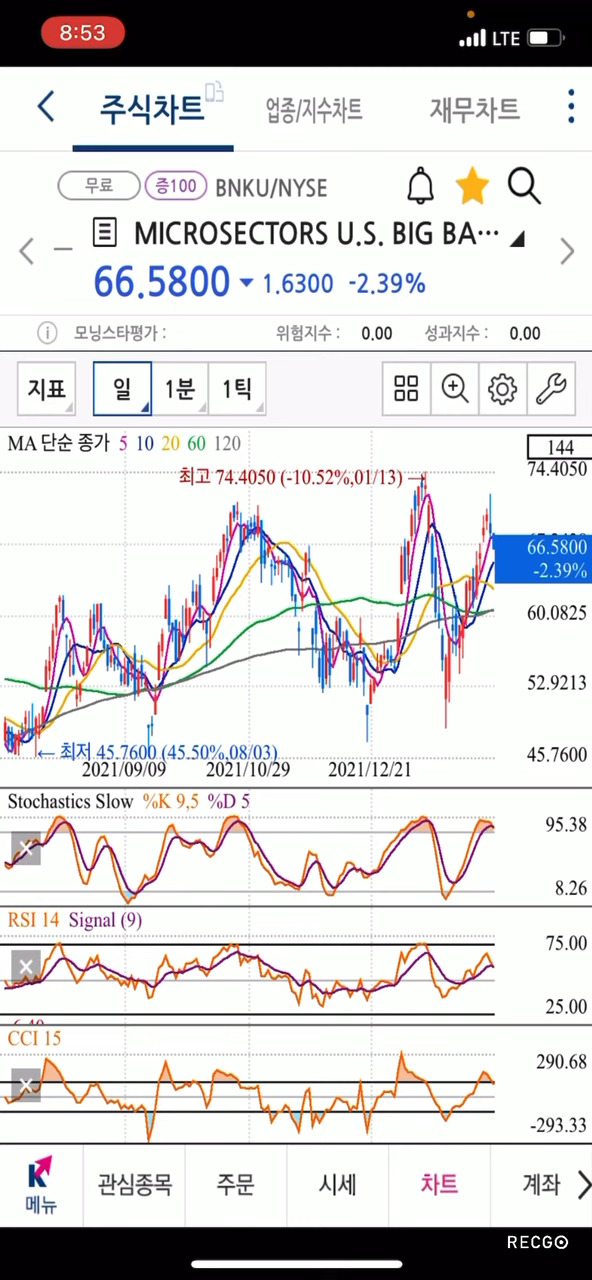 8:53 LTE
주식차트 업종/지수차트 재무차트
무료 증100 BNKU/NYSE
MICROSECTORS U.S. BIG BA...
66.5800 ▼ 1.6300 -2.39%
모닝스타평가 : 위험지수 : 0.00 성과지수 : 0.00
지표 일 1분 1틱
MA 단순 종가 5 10 20 60 120
144
74.4050
최고 74.4050 (-10.52%,01/13) →
66.5800
-2.39%
60.0825
52.9213
45.7600
← 최저 45.7600 (45.50%,08/03)
2021/09/09 2021/10/29 2021/12/21
Stochastics Slow %K 9,5 %D 5
95.38
8.26
RSI 14 Signal (9)
75.00
25.00
CCI 15
290.68
-293.33
메뉴 관심종목 주문 시세 차트 계좌
RECGO